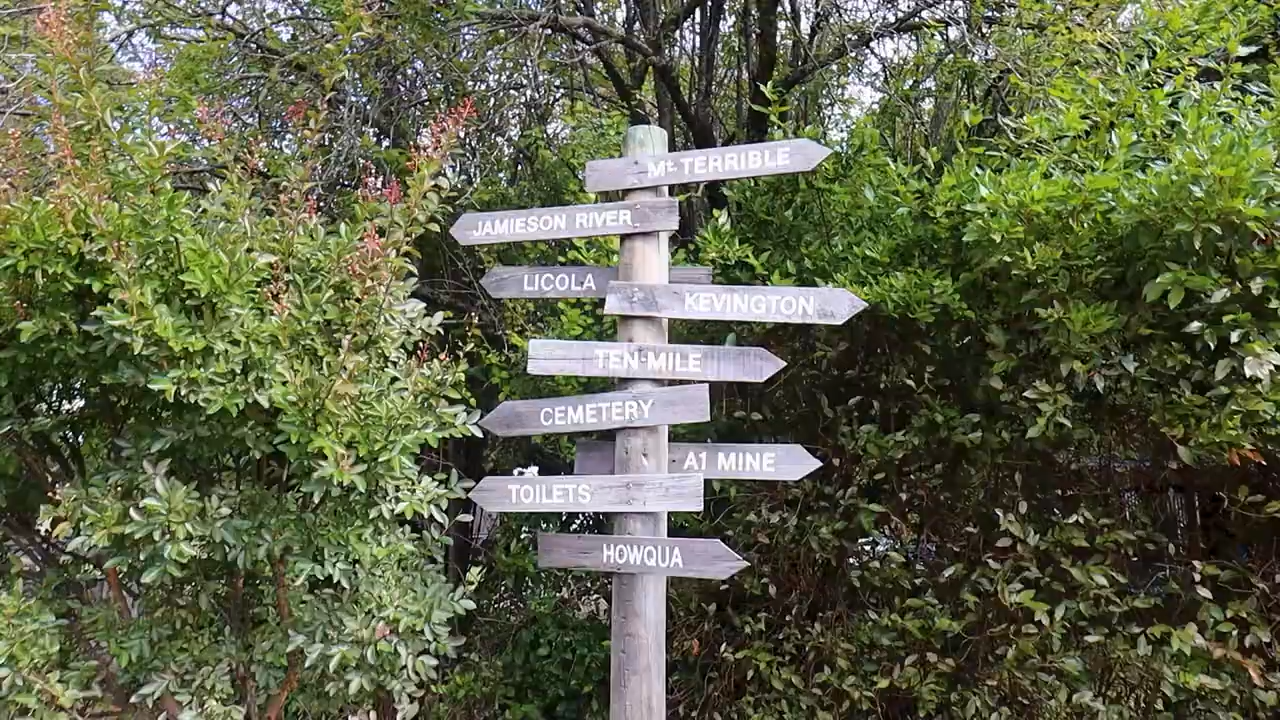 Mt. TERRIBLE
JAMIESON RIVER
LICOLA
KEVINGTON
TEN-MILE
CEMETERY
A1 MINE
TOILETS
HOWQUA